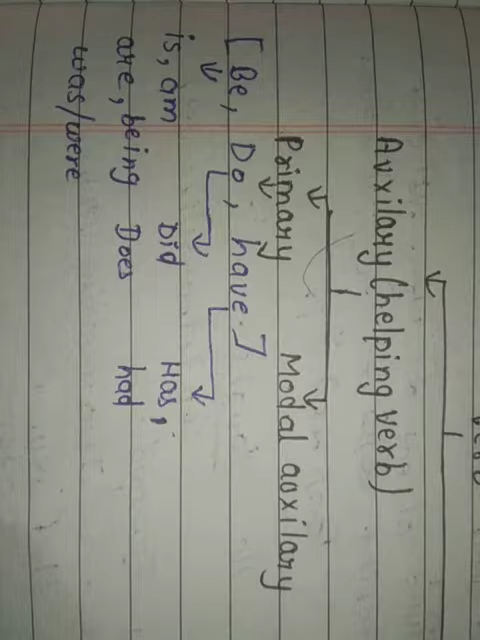 Auxilary (helping verb)
Primary Modal auxilary
[Be, Do, have.]
is, am Did Has,
are, being Does had
was/were